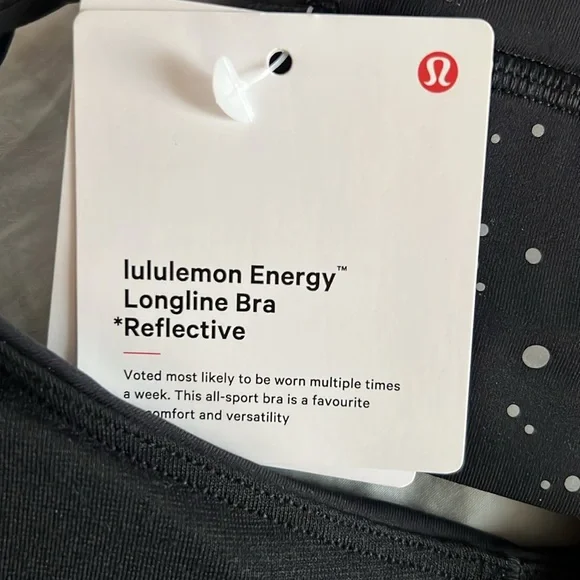 lululemon Energy™
Longline Bra
*Reflective
Voted most likely to be worn multiple times
a week. This all-sport bra is a favourite
comfort and versatility